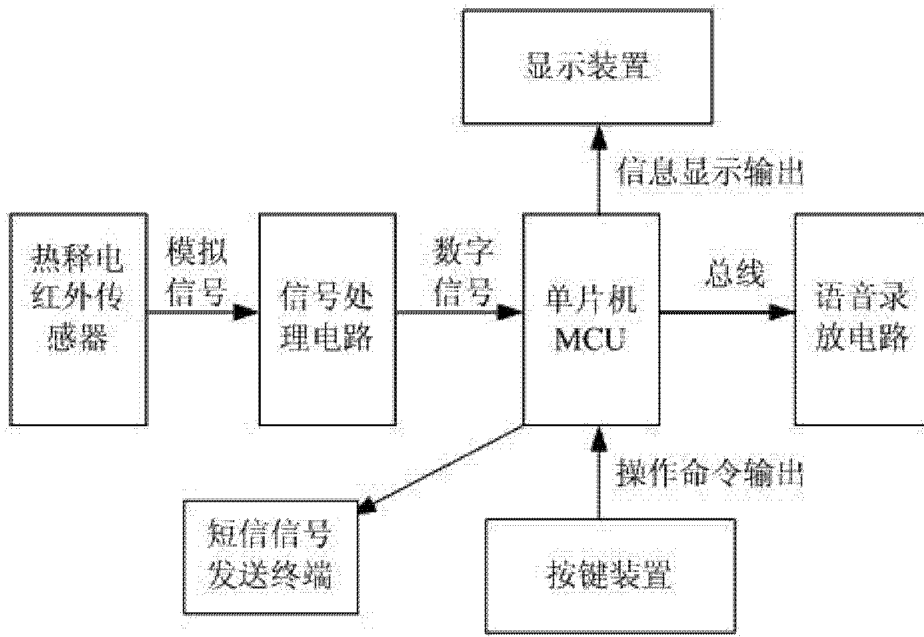 显示装置
信息显示输出
热释电
红外传
感器
模拟
信号
信号处
理电路
数字
信号
单片机
MCU
总线
语音录
放电路
操作命令输出
短信信号
发送终端
按键装置